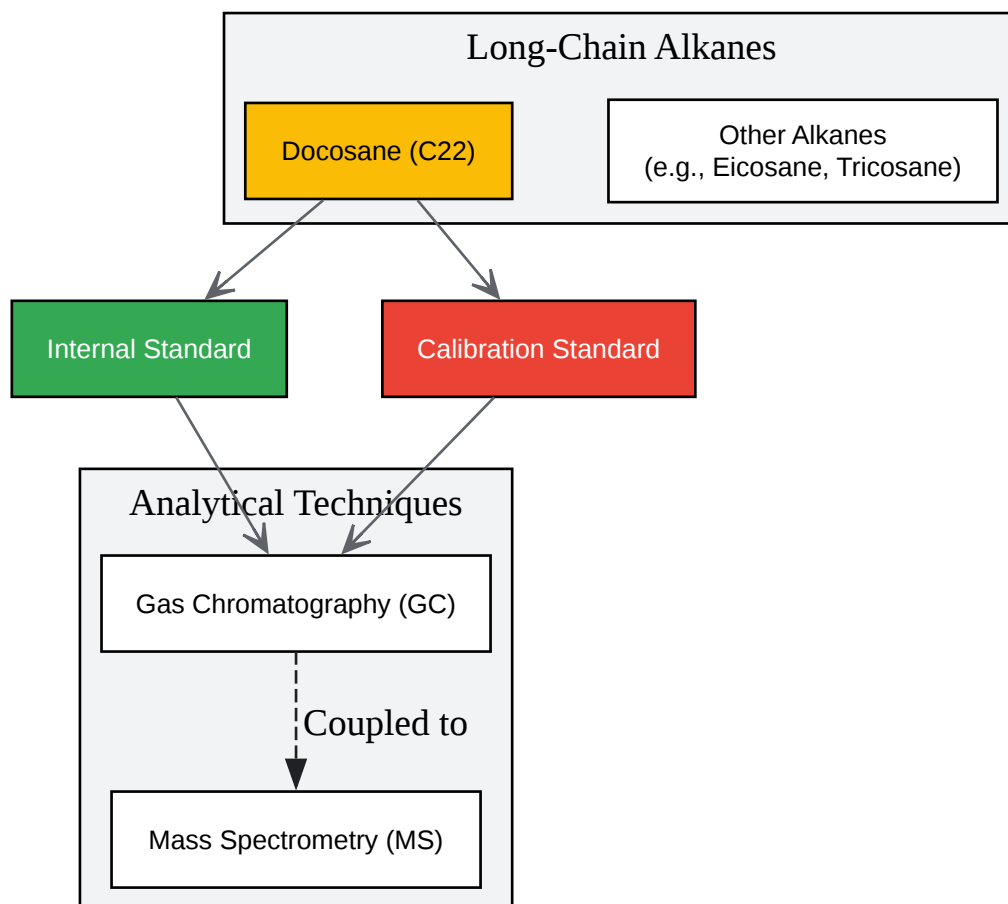 Long-Chain Alkanes
Docosane (C22)
Other Alkanes
(e.g., Eicosane, Tricosane)
Internal Standard
Calibration Standard
Analytical Techniques
Gas Chromatography (GC)
Coupled to
Mass Spectrometry (MS)